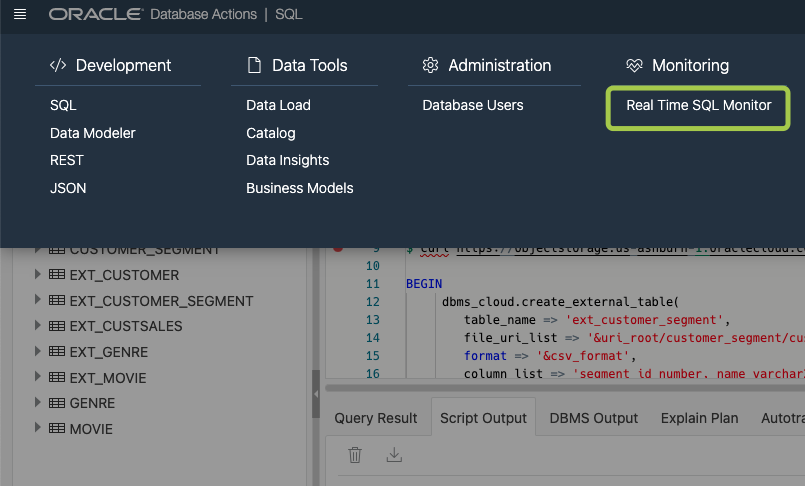 ORACLE Database Actions | SQL
</> Development
Data Tools
Administration
Monitoring
SQL
Data Load
Database Users
Real Time SQL Monitor
Data Modeler
Catalog
REST
Data Insights
JSON
Business Models
CUSTOMER_SEGMENT
EXT_CUSTOMER
EXT_CUSTOMER_SEGMENT
EXT_CUSTSALES
EXT_GENRE
EXT_MOVIE
GENRE
MOVIE
9 $ curl https://objectstorage.us-ashburn-1.oraclecloud.c
10
11 BEGIN
12 dbms_cloud.create_external_table(
13 table_name => 'ext_customer_segment',
14 file_uri_list => '&uri_root/customer_segment/cus
15 format => '&csv_format',
16 column_list => 'segment_id number, name varchar2
Query Result
Script Output
DBMS Output
Explain Plan
Autotra